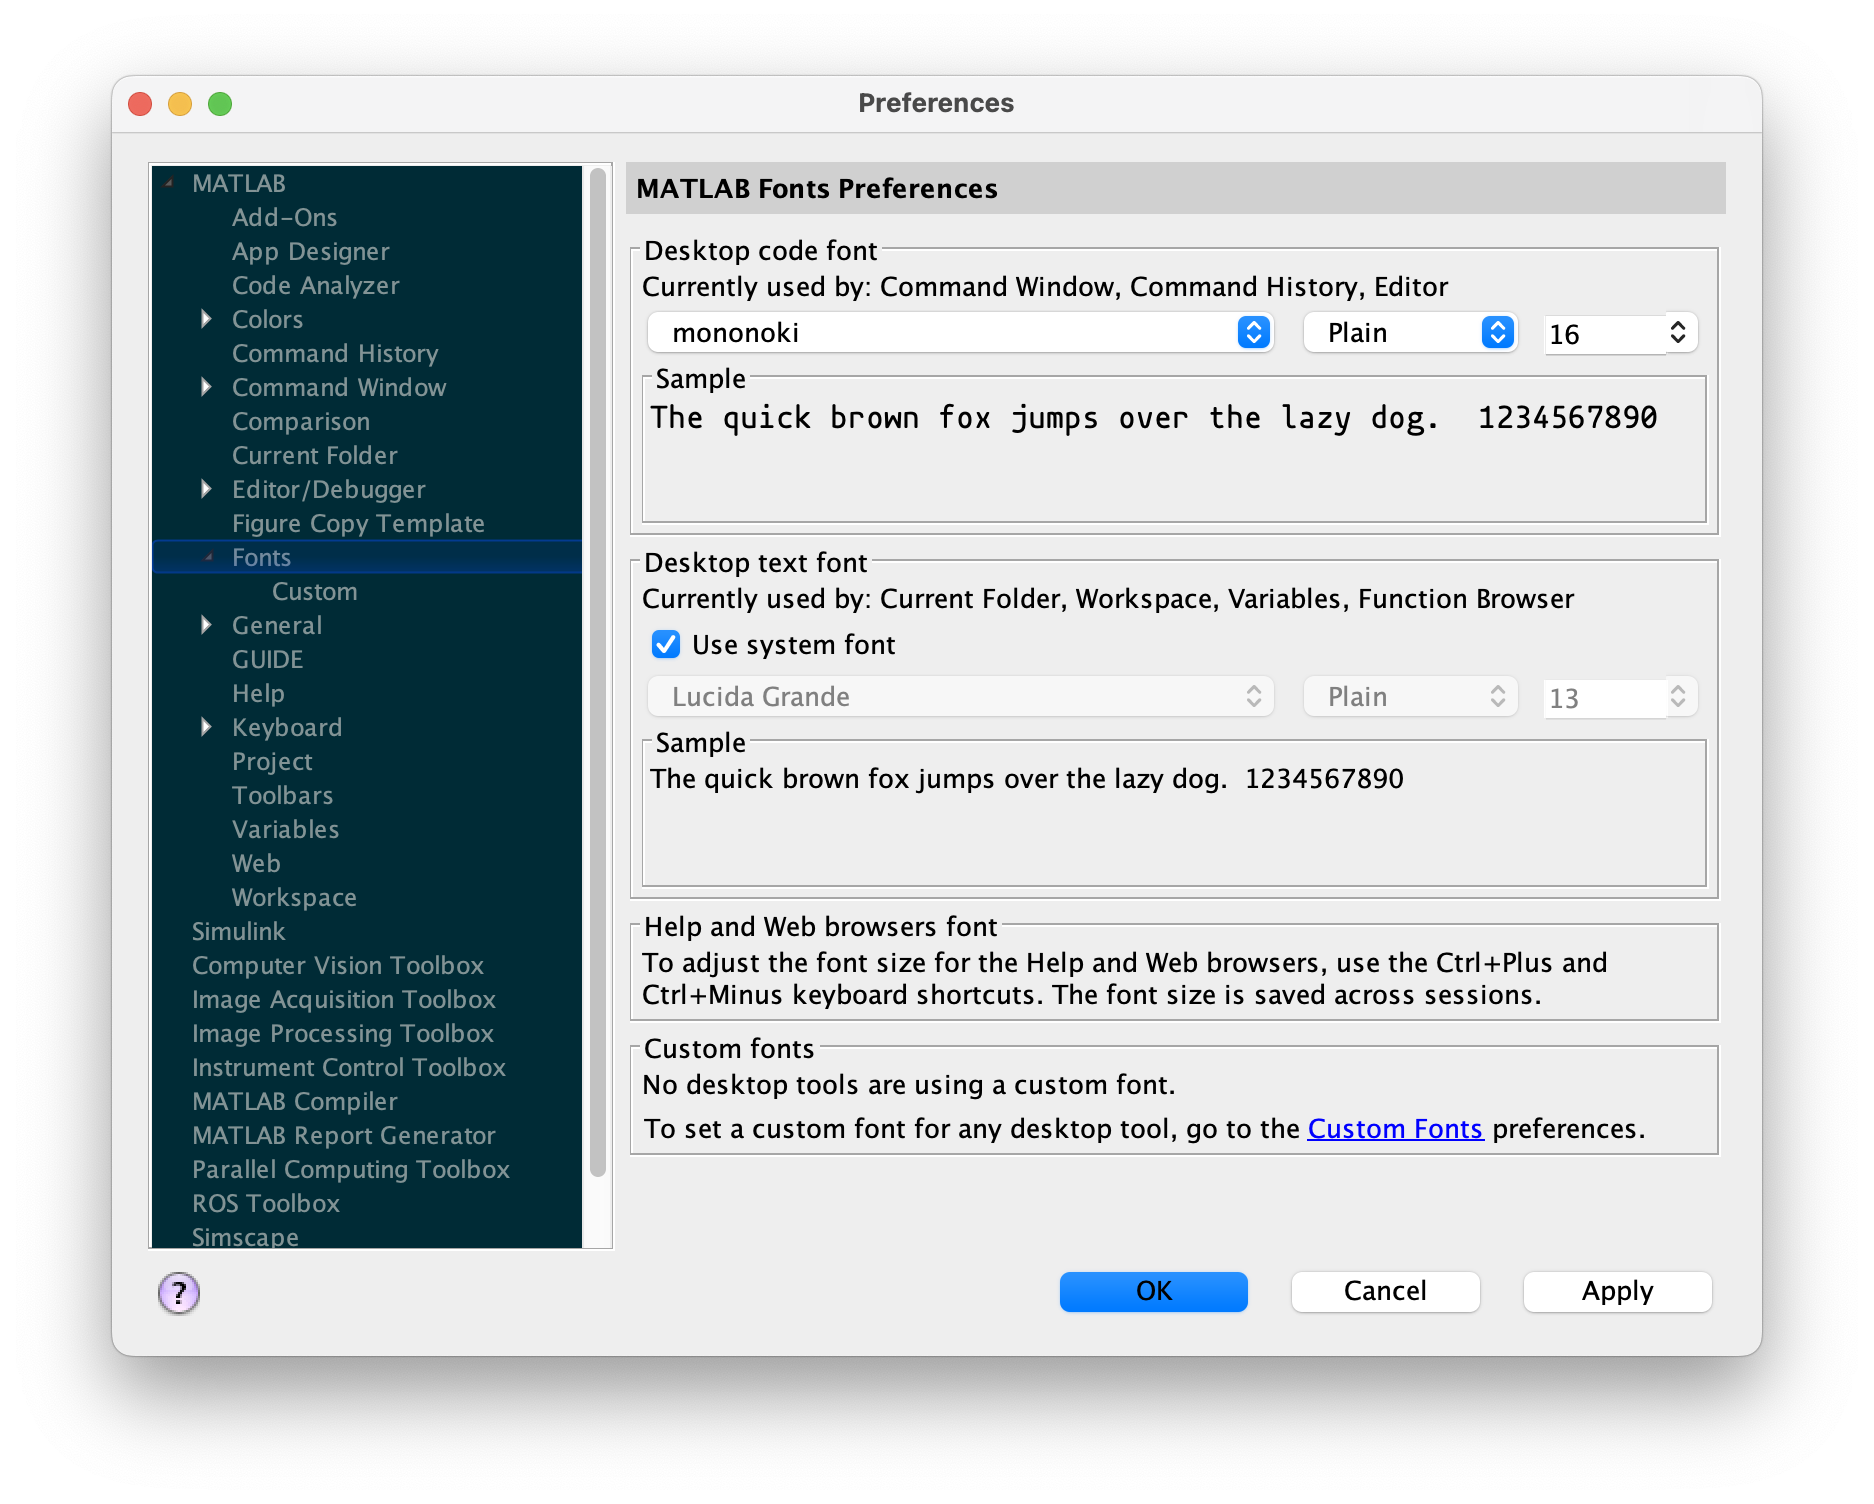 Preferences
MATLAB
Add-Ons
App Designer
Code Analyzer
Colors
Command History
Command Window
Comparison
Current Folder
Editor/Debugger
Figure Copy Template
Fonts
Custom
General
GUIDE
Help
Keyboard
Project
Toolbars
Variables
Web
Workspace
Simulink
Computer Vision Toolbox
Image Acquisition Toolbox
Image Processing Toolbox
Instrument Control Toolbox
MATLAB Compiler
MATLAB Report Generator
Parallel Computing Toolbox
ROS Toolbox
Simscape
MATLAB Fonts Preferences
Desktop code font
Currently used by: Command Window, Command History, Editor
mononoki Plain 16
Sample
The quick brown fox jumps over the lazy dog. 1234567890
Desktop text font
Currently used by: Current Folder, Workspace, Variables, Function Browser
Use system font
Lucida Grande Plain 13
Sample
The quick brown fox jumps over the lazy dog. 1234567890
Help and Web browsers font
To adjust the font size for the Help and Web browsers, use the Ctrl+Plus and
Ctrl+Minus keyboard shortcuts. The font size is saved across sessions.
Custom fonts
No desktop tools are using a custom font.
To set a custom font for any desktop tool, go to the Custom Fonts preferences.
? OK Cancel Apply